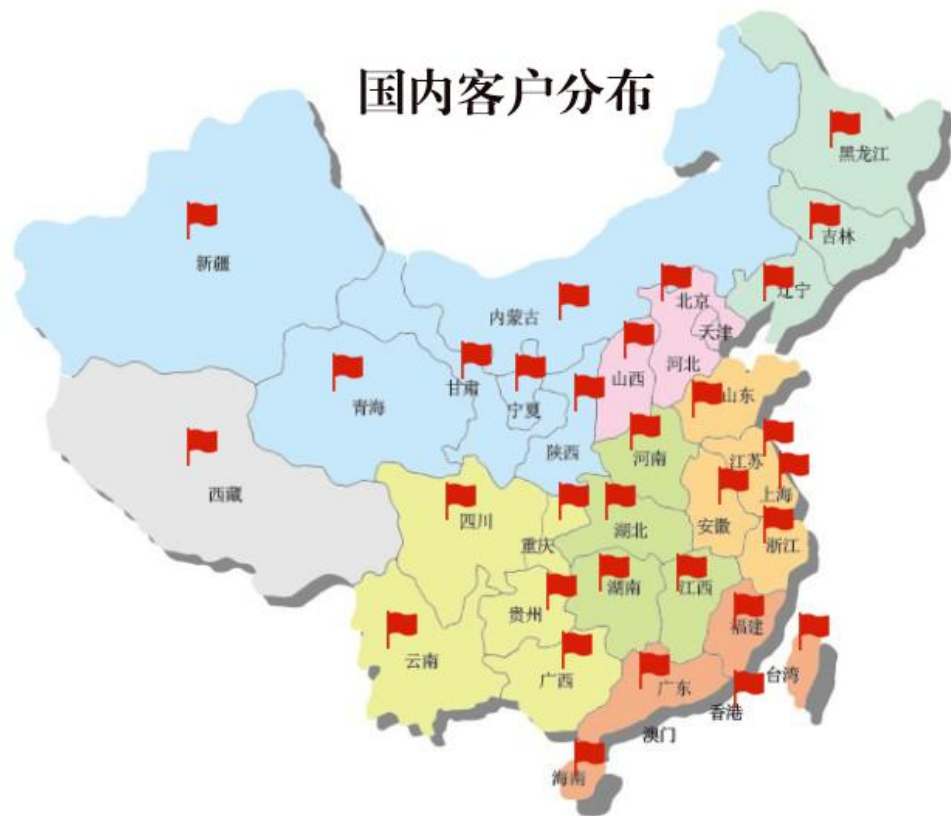 国内客户分布
黑龙江
吉林
新疆
辽宁
北京
内蒙古
天津
山西
河北
甘肃
宁夏
山东
青海
陕西
河南
江苏
西藏
上海
四川
安徽
湖北
重庆
浙江
湖南
江西
贵州
福建
云南
广西
台湾
广东
香港
澳门
海南